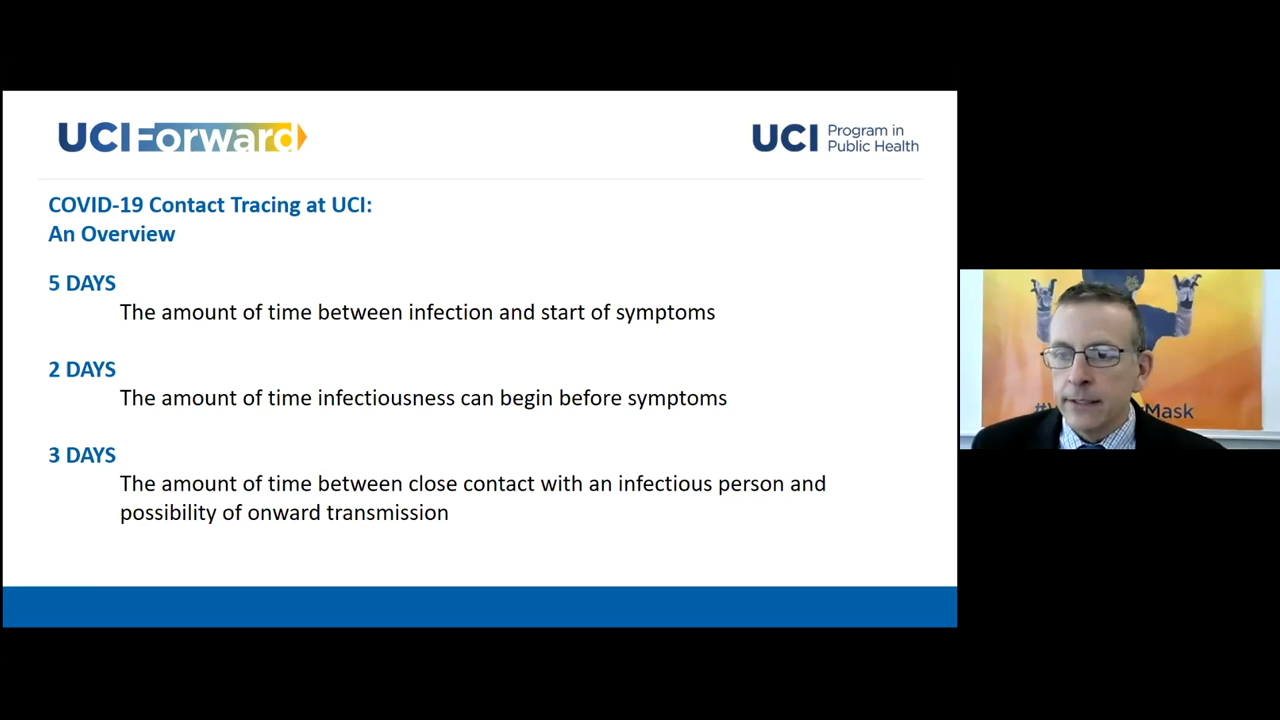 UCI Forward
UCI Program in
Public Health
COVID-19 Contact Tracing at UCI:
An Overview
5 DAYS
The amount of time between infection and start of symptoms
2 DAYS
The amount of time infectiousness can begin before symptoms
3 DAYS
The amount of time between close contact with an infectious person and
possibility of onward transmission
Mask